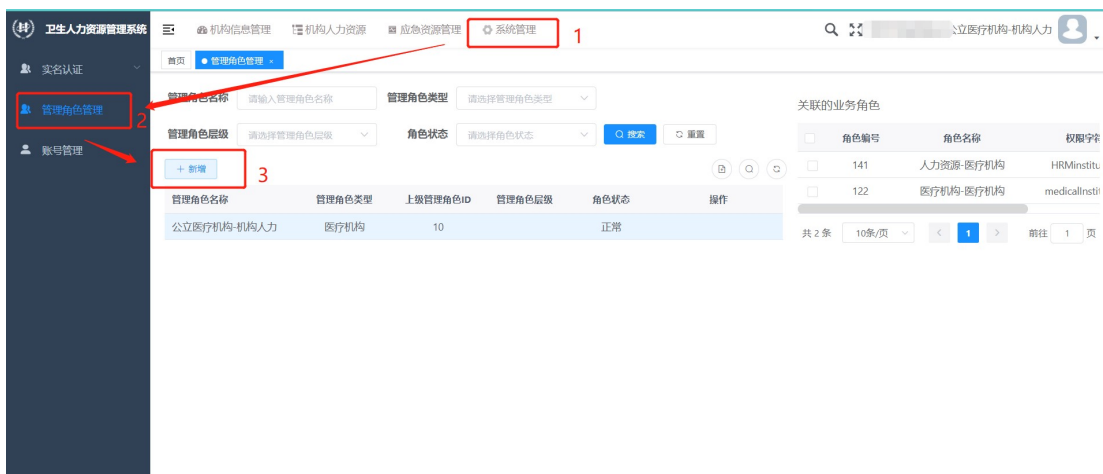 卫生人力资源管理系统
机构信息管理 机构人力资源 应急资源管理 系统管理 1 公立医疗机构-机构人力
实名认证
管理角色管理 2
账号管理
首页 管理角色管理 ×
管理角色名称 请输入管理角色名称 管理角色类型 请选择管理角色类型
管理角色层级 请选择管理角色层级 角色状态 请选择角色状态 搜索 重置
+ 新增 3
管理角色名称 管理角色类型 上级管理角色ID 管理角色层级 角色状态 操作
公立医疗机构-机构人力 医疗机构 10 正常
关联的业务角色
角色编号 角色名称 权限字符
141 人力资源-医疗机构 HRMinstitu
122 医疗机构-医疗机构 medicalInstit
共 2 条 10条/页 < 1 > 前往 1 页